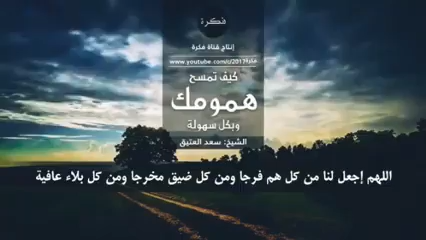 فكرة
إنتاج قناة فكرة
www.youtube.com/c/2017فكرة
كيف تمسح
همومك
وبكل سهولة
الشيخ: سعد العتيق
اللهم إجعل لنا من كل هم فرجا ومن كل ضيق مخرجا ومن كل بلاء عافية